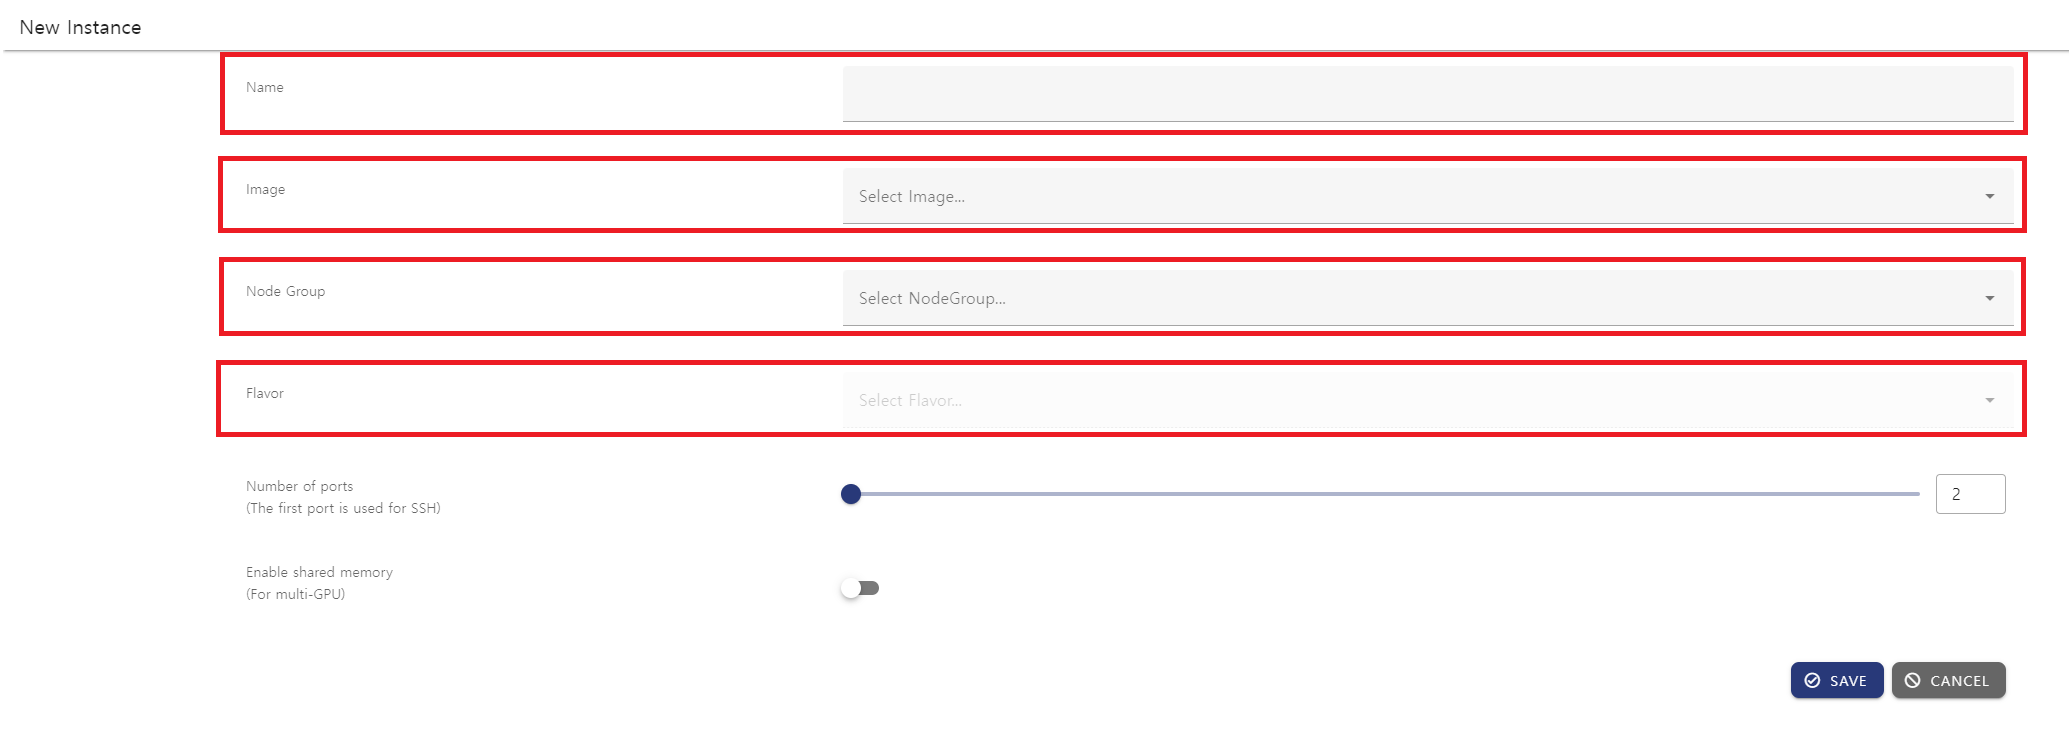 New Instance
Name
Image
Select Image...
Node Group
Select NodeGroup...
Flavor
Select Flavor...
Number of ports
(The first port is used for SSH)
2
Enable shared memory
(For multi-GPU)
SAVE
CANCEL